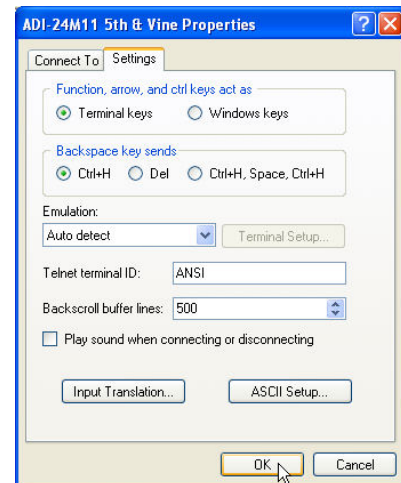 ADI-24M11 5th & Vine Properties
Connect To Settings
Function, arrow, and ctrl keys act as
Terminal keys Windows keys
Backspace key sends
Ctrl+H Del Ctrl+H, Space, Ctrl+H
Emulation:
Auto detect Terminal Setup...
Telnet terminal ID: ANSI
Backscroll buffer lines: 500
Play sound when connecting or disconnecting
Input Translation... ASCII Setup...
OK Cancel